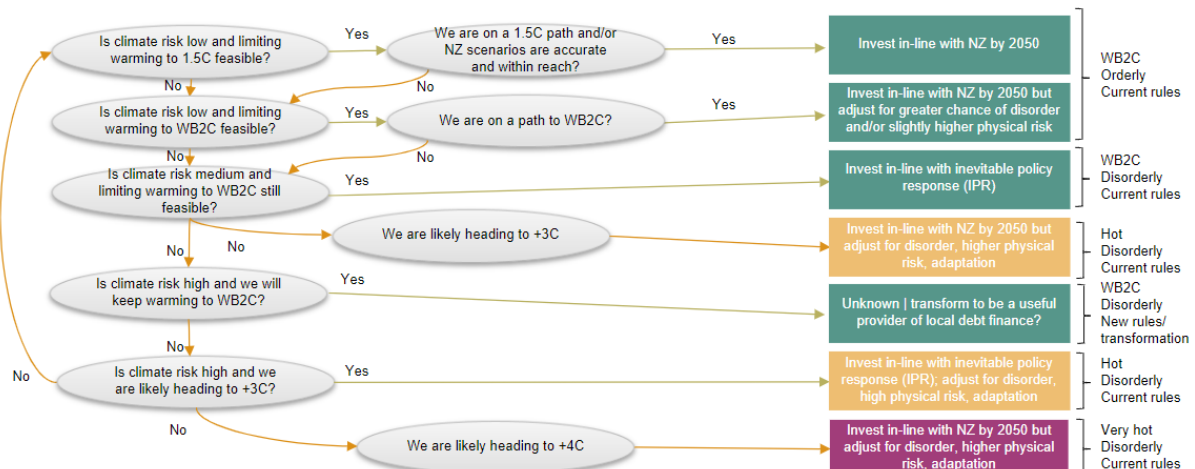 Is climate risk low and limiting
warming to 1.5C feasible?
Yes
We are on a 1.5C path and/or
NZ scenarios are accurate
and within reach?
Yes
Invest in-line with NZ by 2050
WB2C
Orderly
Current rules
No
No
Is climate risk low and limiting
warming to WB2C feasible?
Yes
We are on a path to WB2C?
Yes
Invest in-line with NZ by 2050 but
adjust for greater chance of disorder
and/or slightly higher physical risk
No
No
Is climate risk medium and
limiting warming to WB2C still
feasible?
Yes
Invest in-line with inevitable policy
response (IPR)
WB2C
Disorderly
Current rules
No
No
We are likely heading to +3C
Invest in-line with NZ by 2050 but
adjust for disorder, higher physical
risk, adaptation
Hot
Disorderly
Current rules
Is climate risk high and we will
keep warming to WB2C?
Yes
Unknown | transform to be a useful
provider of local debt finance?
WB2C
Disorderly
New rules/
transformation
No
No
Is climate risk high and we
are likely heading to +3C?
Yes
Invest in-line with inevitable policy
response (IPR); adjust for disorder,
high physical risk, adaptation
Hot
Disorderly
Current rules
No
We are likely heading to +4C
Invest in-line with NZ by 2050 but
adjust for disorder, higher physical
risk, adaptation
Very hot
Disorderly
Current rules